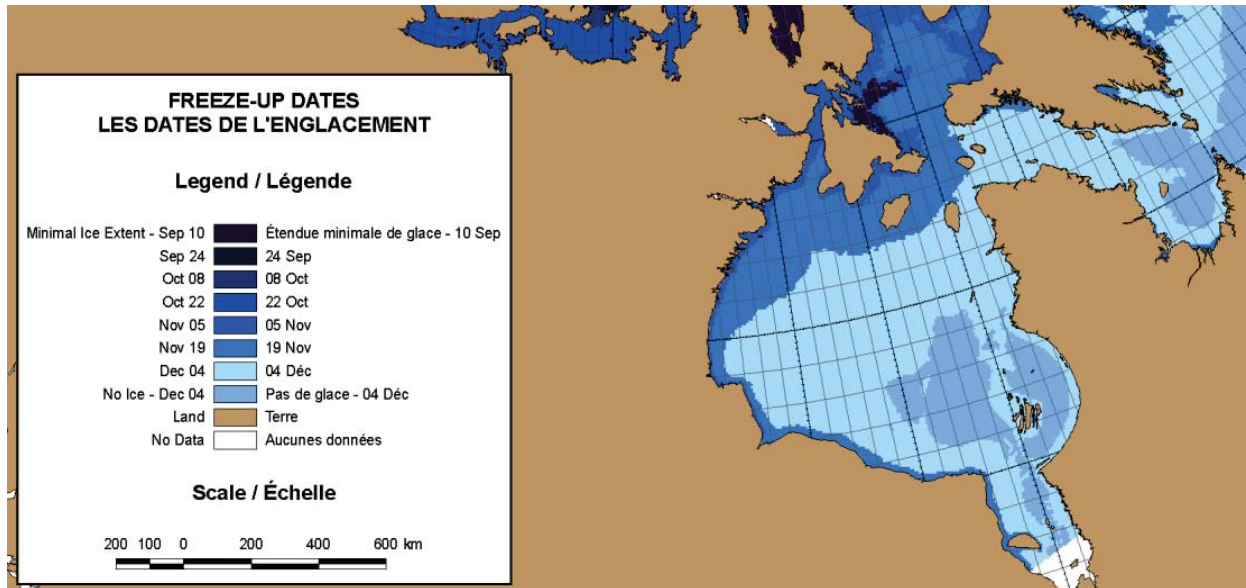 FREEZE-UP DATES
LES DATES DE L'ENGLACEMENT
Legend / Légende
Minimal Ice Extent - Sep 10 Étendue minimale de glace - 10 Sep
Sep 24 24 Sep
Oct 08 08 Oct
Oct 22 22 Oct
Nov 05 05 Nov
Nov 19 19 Nov
Dec 04 04 Déc
No Ice - Dec 04 Pas de glace - 04 Déc
Land Terre
No Data Aucunes données
Scale / Échelle
200 100 0 200 400 600 km